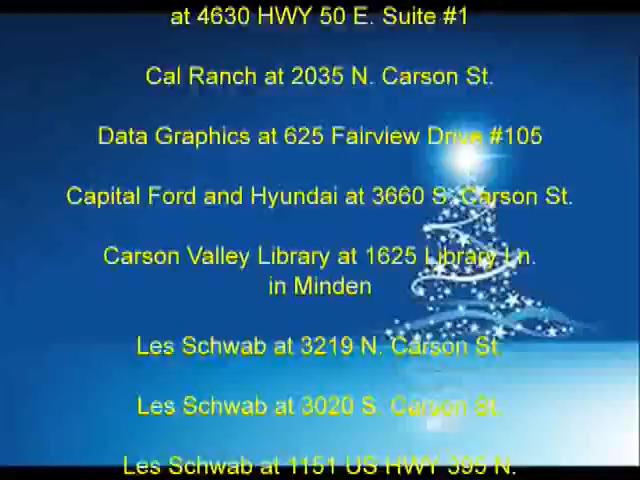 at 4630 HWY 50 E. Suite #1
Cal Ranch at 2035 N. Carson St.
Data Graphics at 625 Fairview Drive #105
Capital Ford and Hyundai at 3660 S. Carson St.
Carson Valley Library at 1625 Library Ln.
in Minden
Les Schwab at 3219 N. Carson St.
Les Schwab at 3020 S. Carson St.
Les Schwab at 1151 US HWY 395 N.